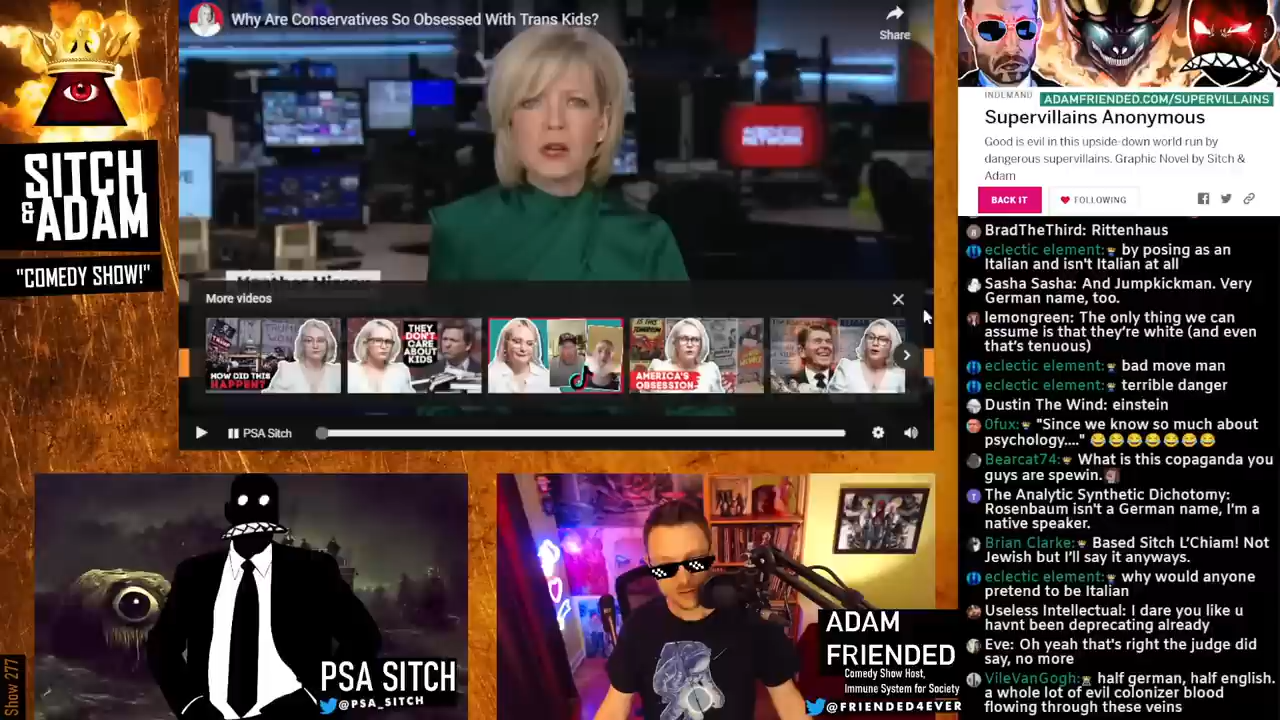 Why Are Conservatives So Obsessed With Trans Kids?
Share
SITCH
& ADAM
"COMEDY SHOW!"
NETWORK
More videos
HOW DID THIS
HAPPEN?
THEY
DON'T
CARE
ABOUT
KIDS
AMERICA'S
OBSESSION
PSA Sitch
PSA SITCH
@PSA_SITCH
Show 277
ADAM
FRIENDED
Comedy Show Host,
Immune System for Society
@FRIENDED4EVER
INDEMAND
ADAMFRIENDED.COM/SUPERVILLAINS
Supervillains Anonymous
Good is evil in this upside-down world run by
dangerous supervillains. Graphic Novel by Sitch &
Adam
BACK IT
FOLLOWING
BradTheThird: Rittenhaus
eclectic element: by posing as an
Italian and isn't Italian at all
Sasha Sasha: And Jumpkickman. Very
German name, too.
lemongreen: The only thing we can
assume is that they're white (and even
that's tenuous)
eclectic element: bad move man
eclectic element: terrible danger
Dustin The Wind: einstein
0fux: "Since we know so much about
psychology...." 😂😂😂😂😂😂😂
Bearcat74: What is this copaganda you
guys are spewin.
The Analytic Synthetic Dichotomy:
Rosenbaum isn't a German name, I'm a
native speaker.
Brian Clarke: Based Sitch L'Chiam! Not
Jewish but I'll say it anyways.
eclectic element: why would anyone
pretend to be Italian
Useless Intellectual: I dare you like u
havnt been deprecating already
Eve: Oh yeah that's right the judge did
say, no more
VileVanGogh: half german, half english.
a whole lot of evil colonizer blood
flowing through these veins